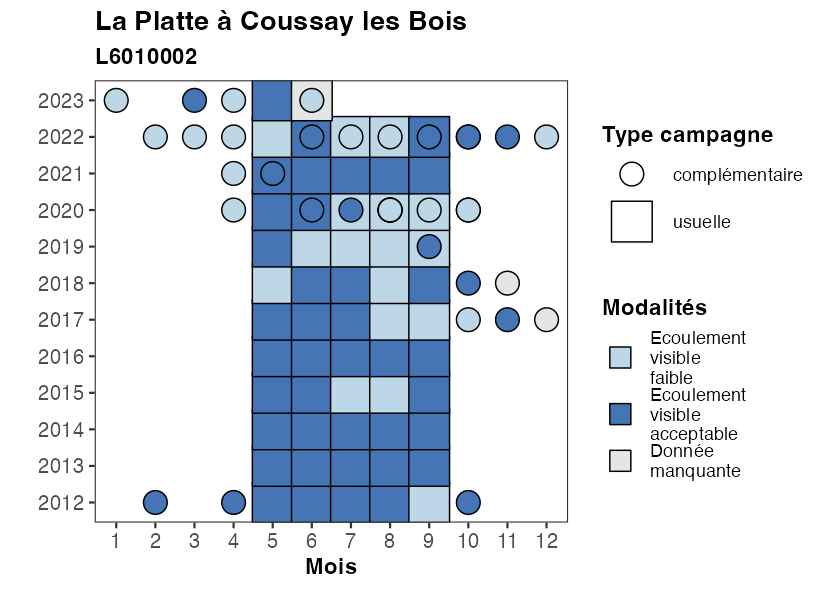 La Platte à Coussay les Bois
L6010002
2023
2022
2021
2020
2019
2018
2017
2016
2015
2014
2013
2012
1 2 3 4 5 6 7 8 9 10 11 12
Mois
Type campagne
complémentaire
usuelle
Modalités
Ecoulement
visible
faible
Ecoulement
visible
acceptable
Donnée
manquante